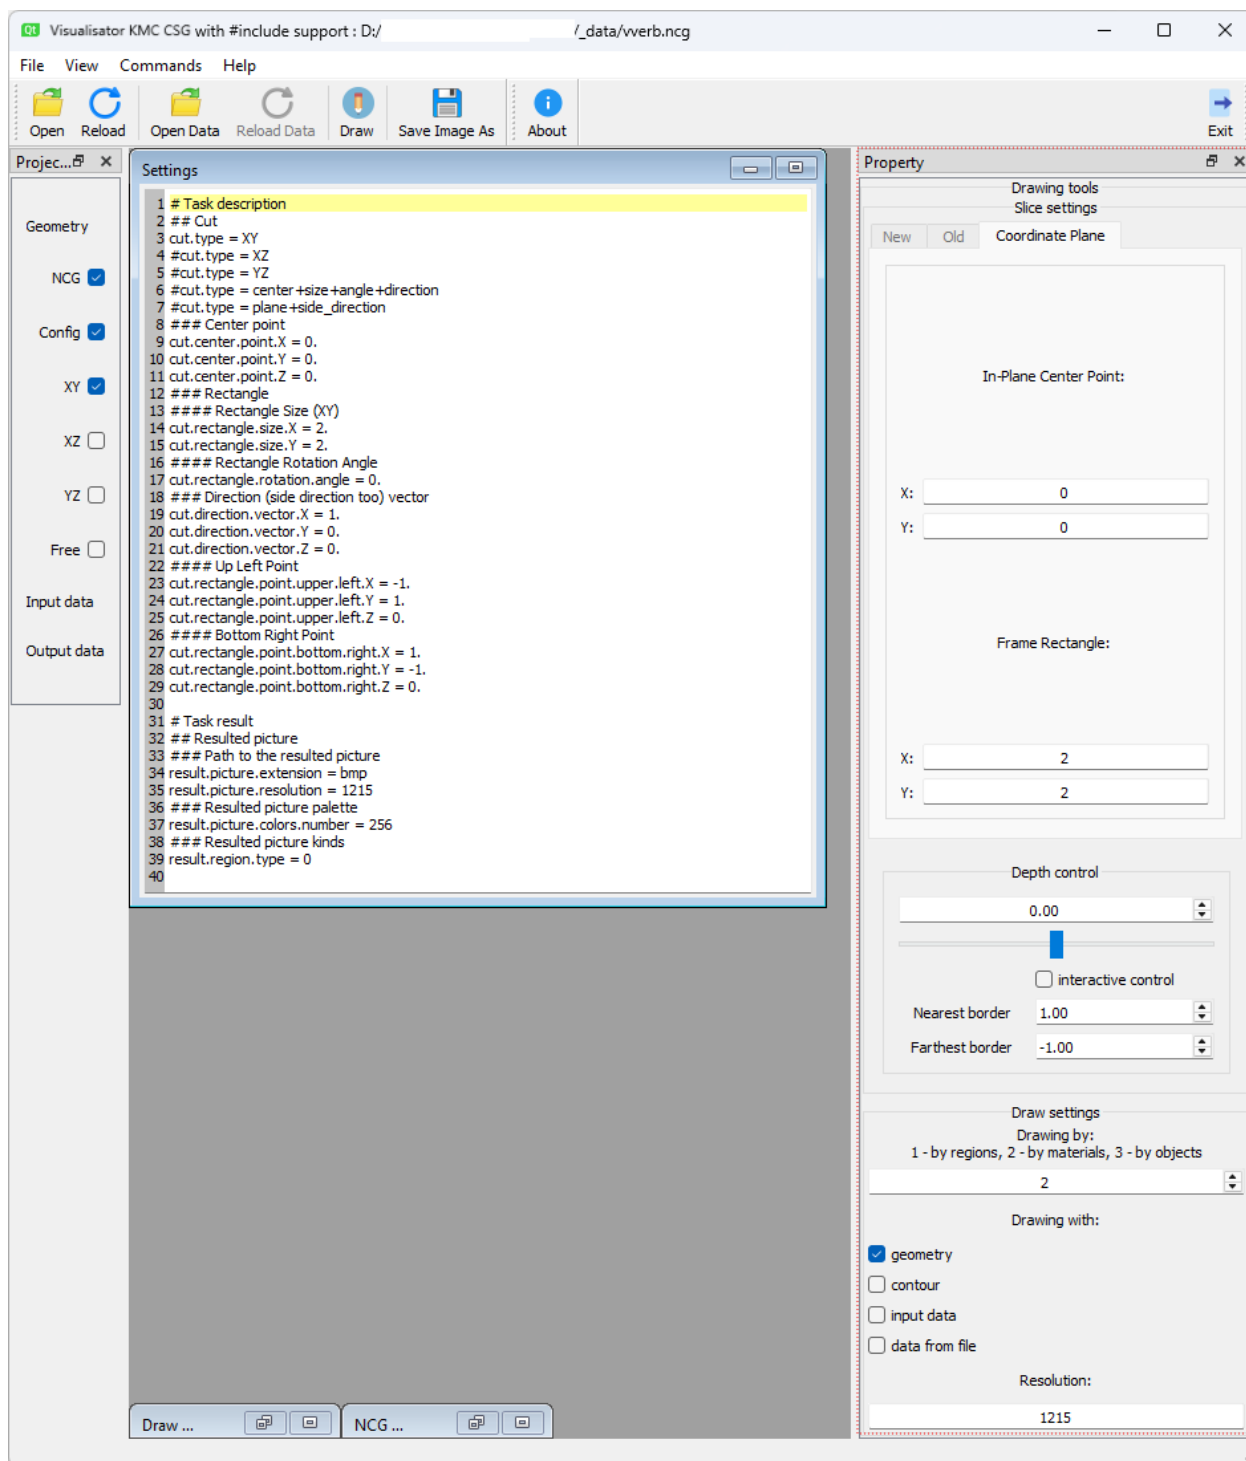 Visualisator KMC CSG with #include support : D:/ /_data/vverb.ncg
File View Commands Help
Open Reload Open Data Reload Data Draw Save Image As About Exit
Projec...
Geometry
NCG
Config
XY
XZ
YZ
Free
Input data
Output data
Settings
1 # Task description
2 ## Cut
3 cut.type = XY
4 #cut.type = XZ
5 #cut.type = YZ
6 #cut.type = center+size+angle+direction
7 #cut.type = plane+side_direction
8 ### Center point
9 cut.center.point.X = 0.
10 cut.center.point.Y = 0.
11 cut.center.point.Z = 0.
12 ### Rectangle
13 #### Rectangle Size (XY)
14 cut.rectangle.size.X = 2.
15 cut.rectangle.size.Y = 2.
16 #### Rectangle Rotation Angle
17 cut.rectangle.rotation.angle = 0.
18 ### Direction (side direction too) vector
19 cut.direction.vector.X = 1.
20 cut.direction.vector.Y = 0.
21 cut.direction.vector.Z = 0.
22 #### Up Left Point
23 cut.rectangle.point.upper.left.X = -1.
24 cut.rectangle.point.upper.left.Y = 1.
25 cut.rectangle.point.upper.left.Z = 0.
26 #### Bottom Right Point
27 cut.rectangle.point.bottom.right.X = 1.
28 cut.rectangle.point.bottom.right.Y = -1.
29 cut.rectangle.point.bottom.right.Z = 0.
30
31 # Task result
32 ## Resulted picture
33 ### Path to the resulted picture
34 result.picture.extension = bmp
35 result.picture.resolution = 1215
36 ### Resulted picture palette
37 result.picture.colors.number = 256
38 ### Resulted picture kinds
39 result.region.type = 0
40
Draw ...
NCG ...
Property
Drawing tools
Slice settings
New Old Coordinate Plane
In-Plane Center Point:
X: 0
Y: 0
Frame Rectangle:
X: 2
Y: 2
Depth control
0.00
interactive control
Nearest border 1.00
Farthest border -1.00
Draw settings
Drawing by:
1 - by regions, 2 - by materials, 3 - by objects
2
Drawing with:
geometry
contour
input data
data from file
Resolution:
1215